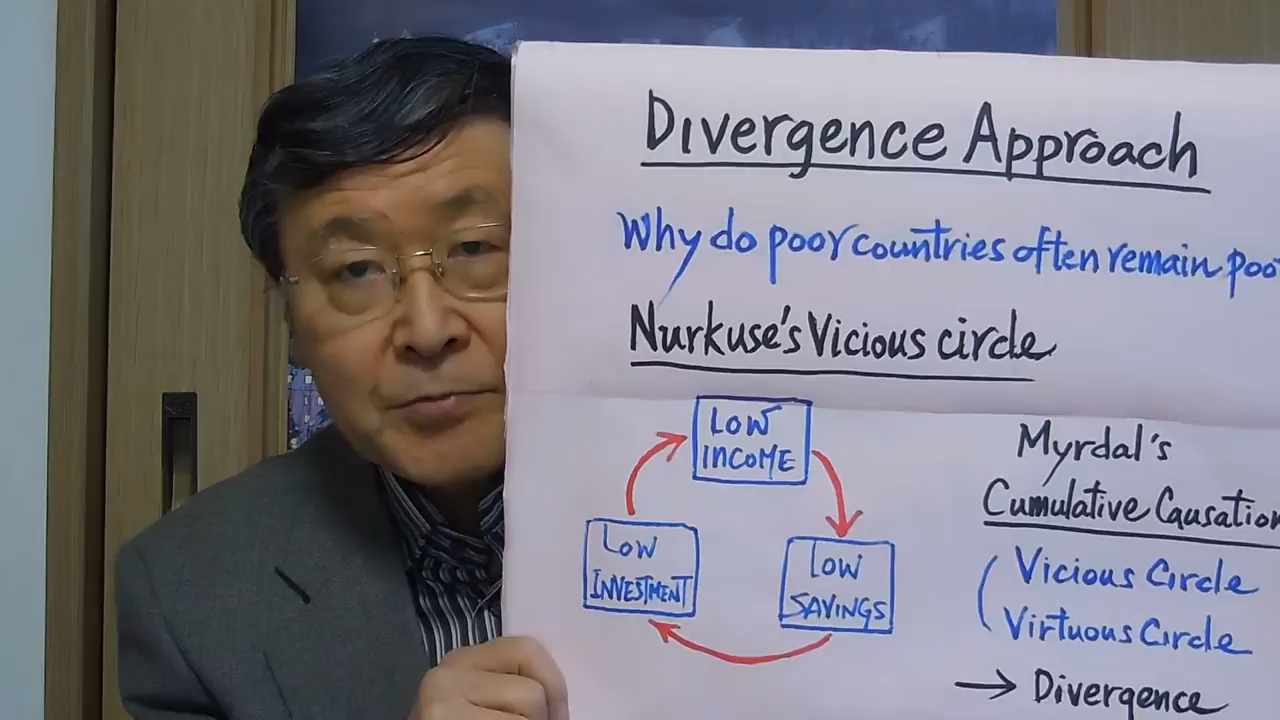 Divergence Approach
Why do poor countries often remain
Nurkuse's Vicious circle
LOW
INCOME
LOW
INVESTMENT
LOW
SAVINGS
Myrdal's
Cumulative Causation
Vicious Circle
Virtuous Circle
→ Divergence